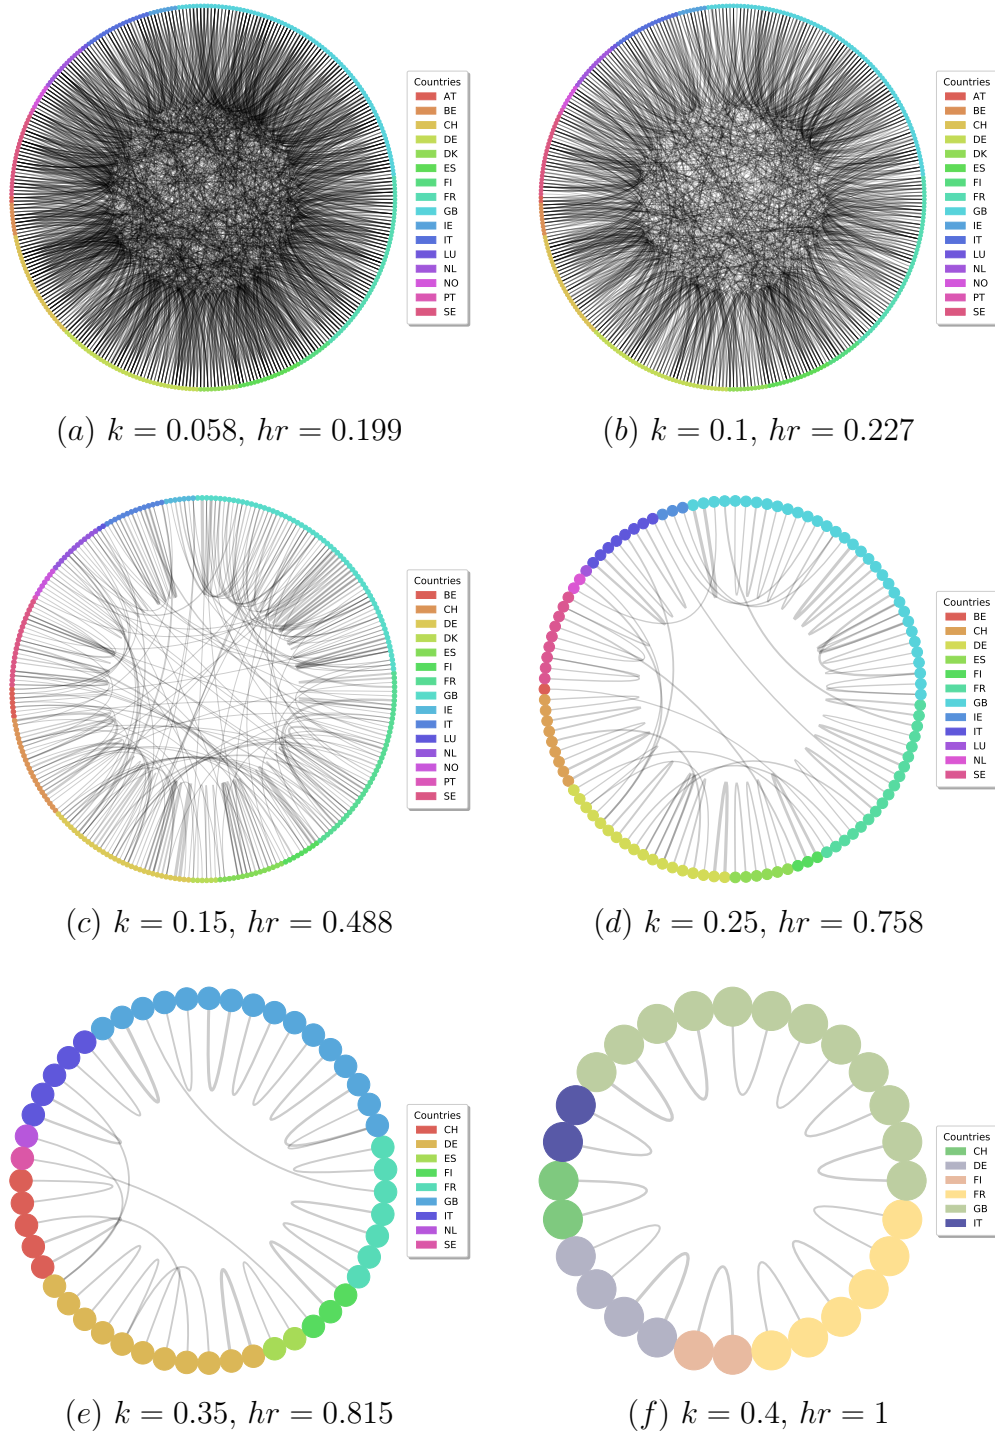 Countries
AT
BE
CH
DE
DK
ES
FI
FR
GB
IE
IT
LU
NL
NO
PT
SE
Countries
AT
BE
CH
DE
DK
ES
FI
FR
GB
IE
IT
LU
NL
NO
PT
SE
(a) k = 0.058, hr = 0.199
(b) k = 0.1, hr = 0.227
Countries
BE
CH
DE
DK
ES
FI
FR
GB
IE
IT
LU
NL
NO
PT
SE
Countries
BE
CH
DE
ES
FI
FR
GB
IE
IT
LU
NL
SE
(c) k = 0.15, hr = 0.488
(d) k = 0.25, hr = 0.758
Countries
CH
DE
ES
FI
FR
GB
IT
NL
SE
Countries
CH
DE
FI
FR
GB
IT
(e) k = 0.35, hr = 0.815
(f) k = 0.4, hr = 1